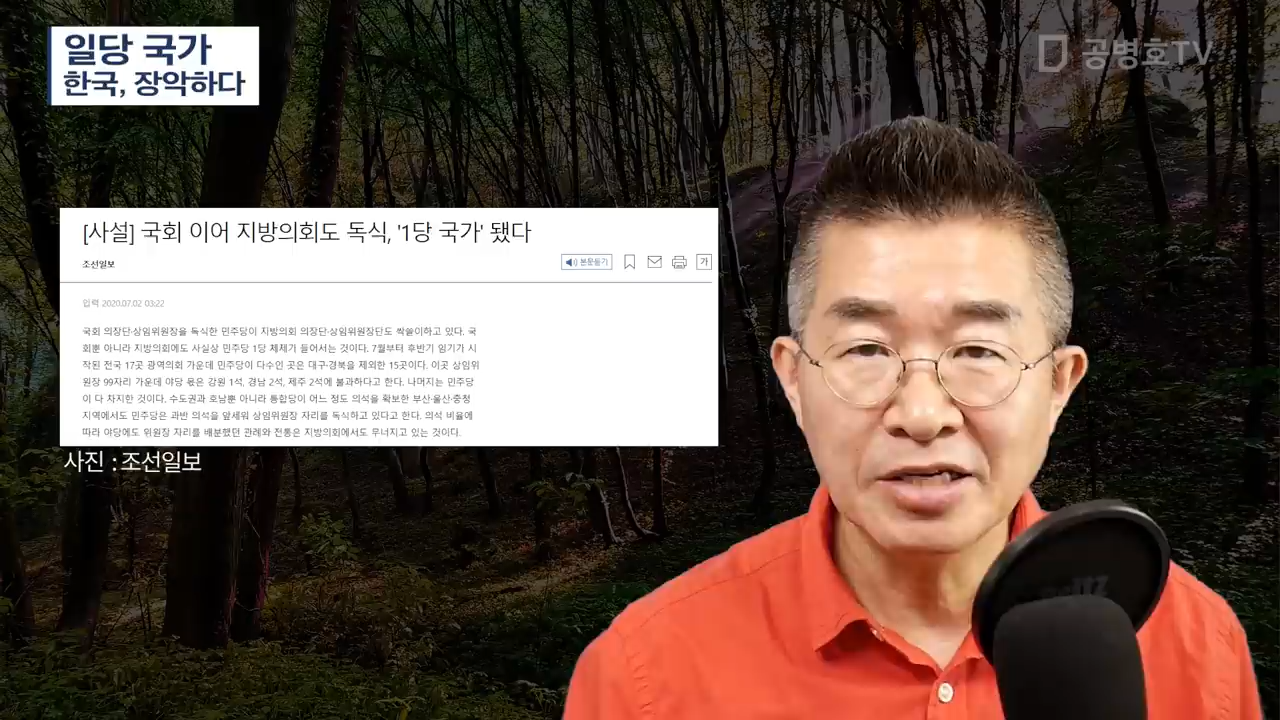 일당 국가
한국, 장악하다
공병호TV
[사설] 국회 이어 지방의회도 독식, '1당 국가' 됐다
조선일보
본문듣기
가
입력 2020.07.02 03:22
국회 의장단·상임위원장을 독식한 민주당이 지방의회 의장단·상임위원장단도 싹쓸이하고 있다. 국
회뿐 아니라 지방의회에도 사실상 민주당 1당 체제가 들어서는 것이다. 7월부터 후반기 임기가 시
작된 전국 17곳 광역의회 가운데 민주당이 다수인 곳은 대구·경북을 제외한 15곳이다. 이곳 상임위
원장 99자리 가운데 야당 몫은 강원 1석, 경남 2석, 제주 2석에 불과하다고 한다. 나머지는 민주당
이 다 차지한 것이다. 수도권과 호남뿐 아니라 통합당이 어느 정도 의석을 확보한 부산·울산·충청
지역에서도 민주당은 과반 의석을 앞세워 상임위원장 자리를 독식하고 있다고 한다. 의석 비율에
따라 야당에도 위원장 자리를 배분했던 관례와 전통은 지방의회에서도 무너지고 있는 것이다.
사진 : 조선일보